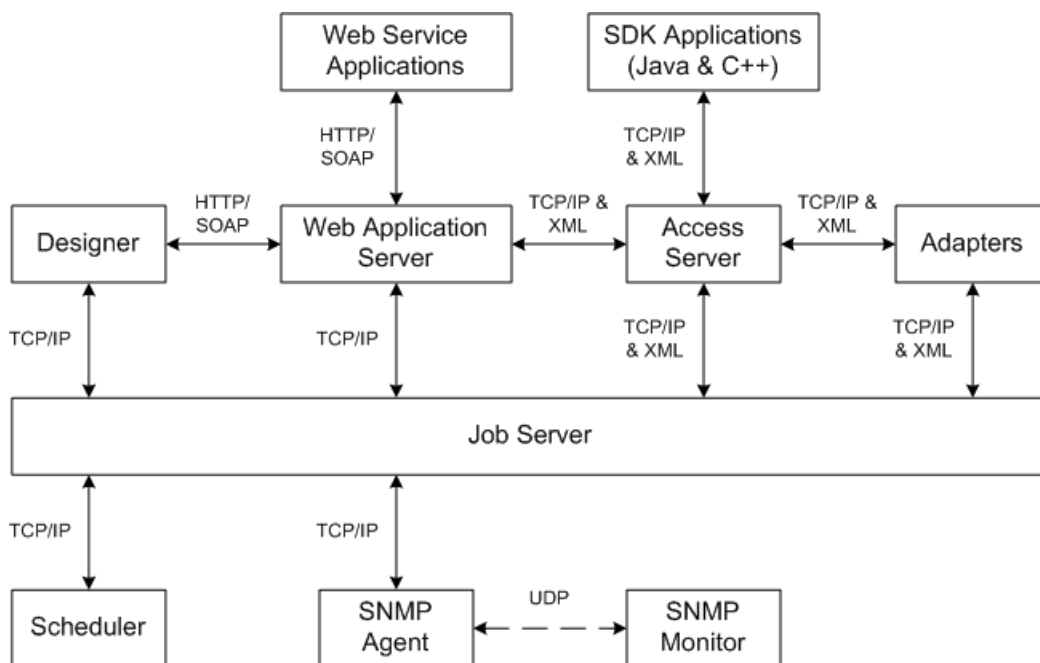 Web Service
Applications
SDK Applications
(Java & C++)
HTTP/
SOAP
TCP/IP
& XML
HTTP/
SOAP
TCP/IP &
XML
TCP/IP &
XML
Designer
Web Application
Server
Access
Server
Adapters
TCP/IP
TCP/IP
TCP/IP
& XML
TCP/IP
& XML
Job Server
TCP/IP
TCP/IP
Scheduler
SNMP
Agent
UDP
SNMP
Monitor